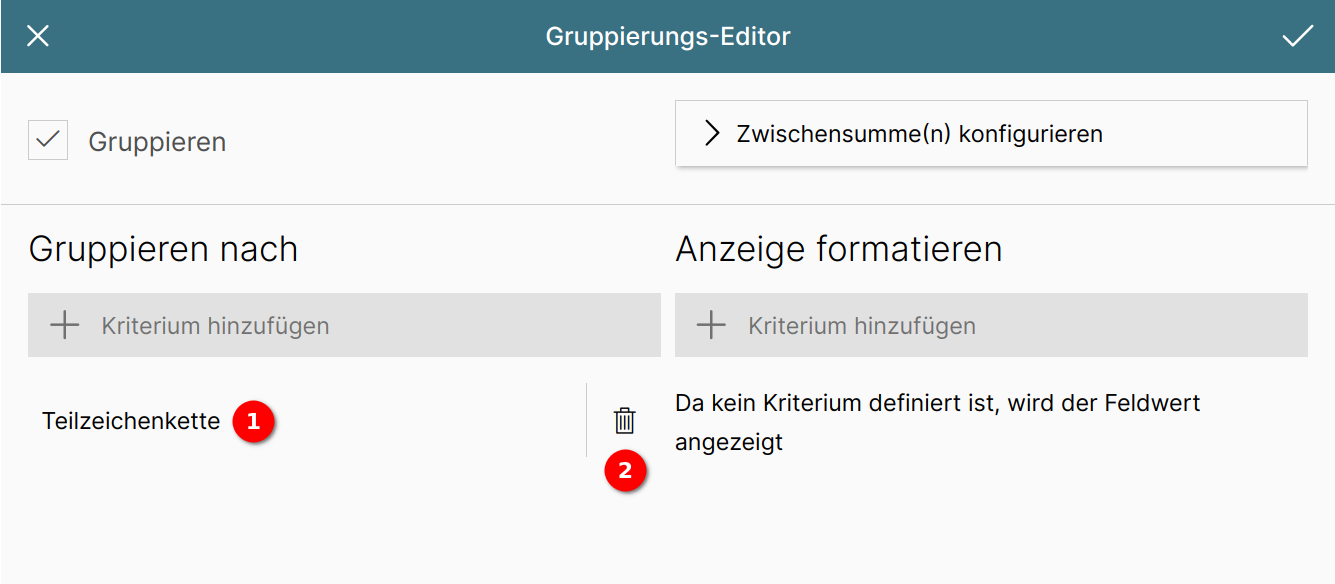 Gruppierungs-Editor
Gruppieren
Zwischensumme(n) konfigurieren
Gruppieren nach
Anzeige formatieren
Kriterium hinzufügen
Kriterium hinzufügen
Teilzeichenkette 1
2
Da kein Kriterium definiert ist, wird der Feldwert
angezeigt